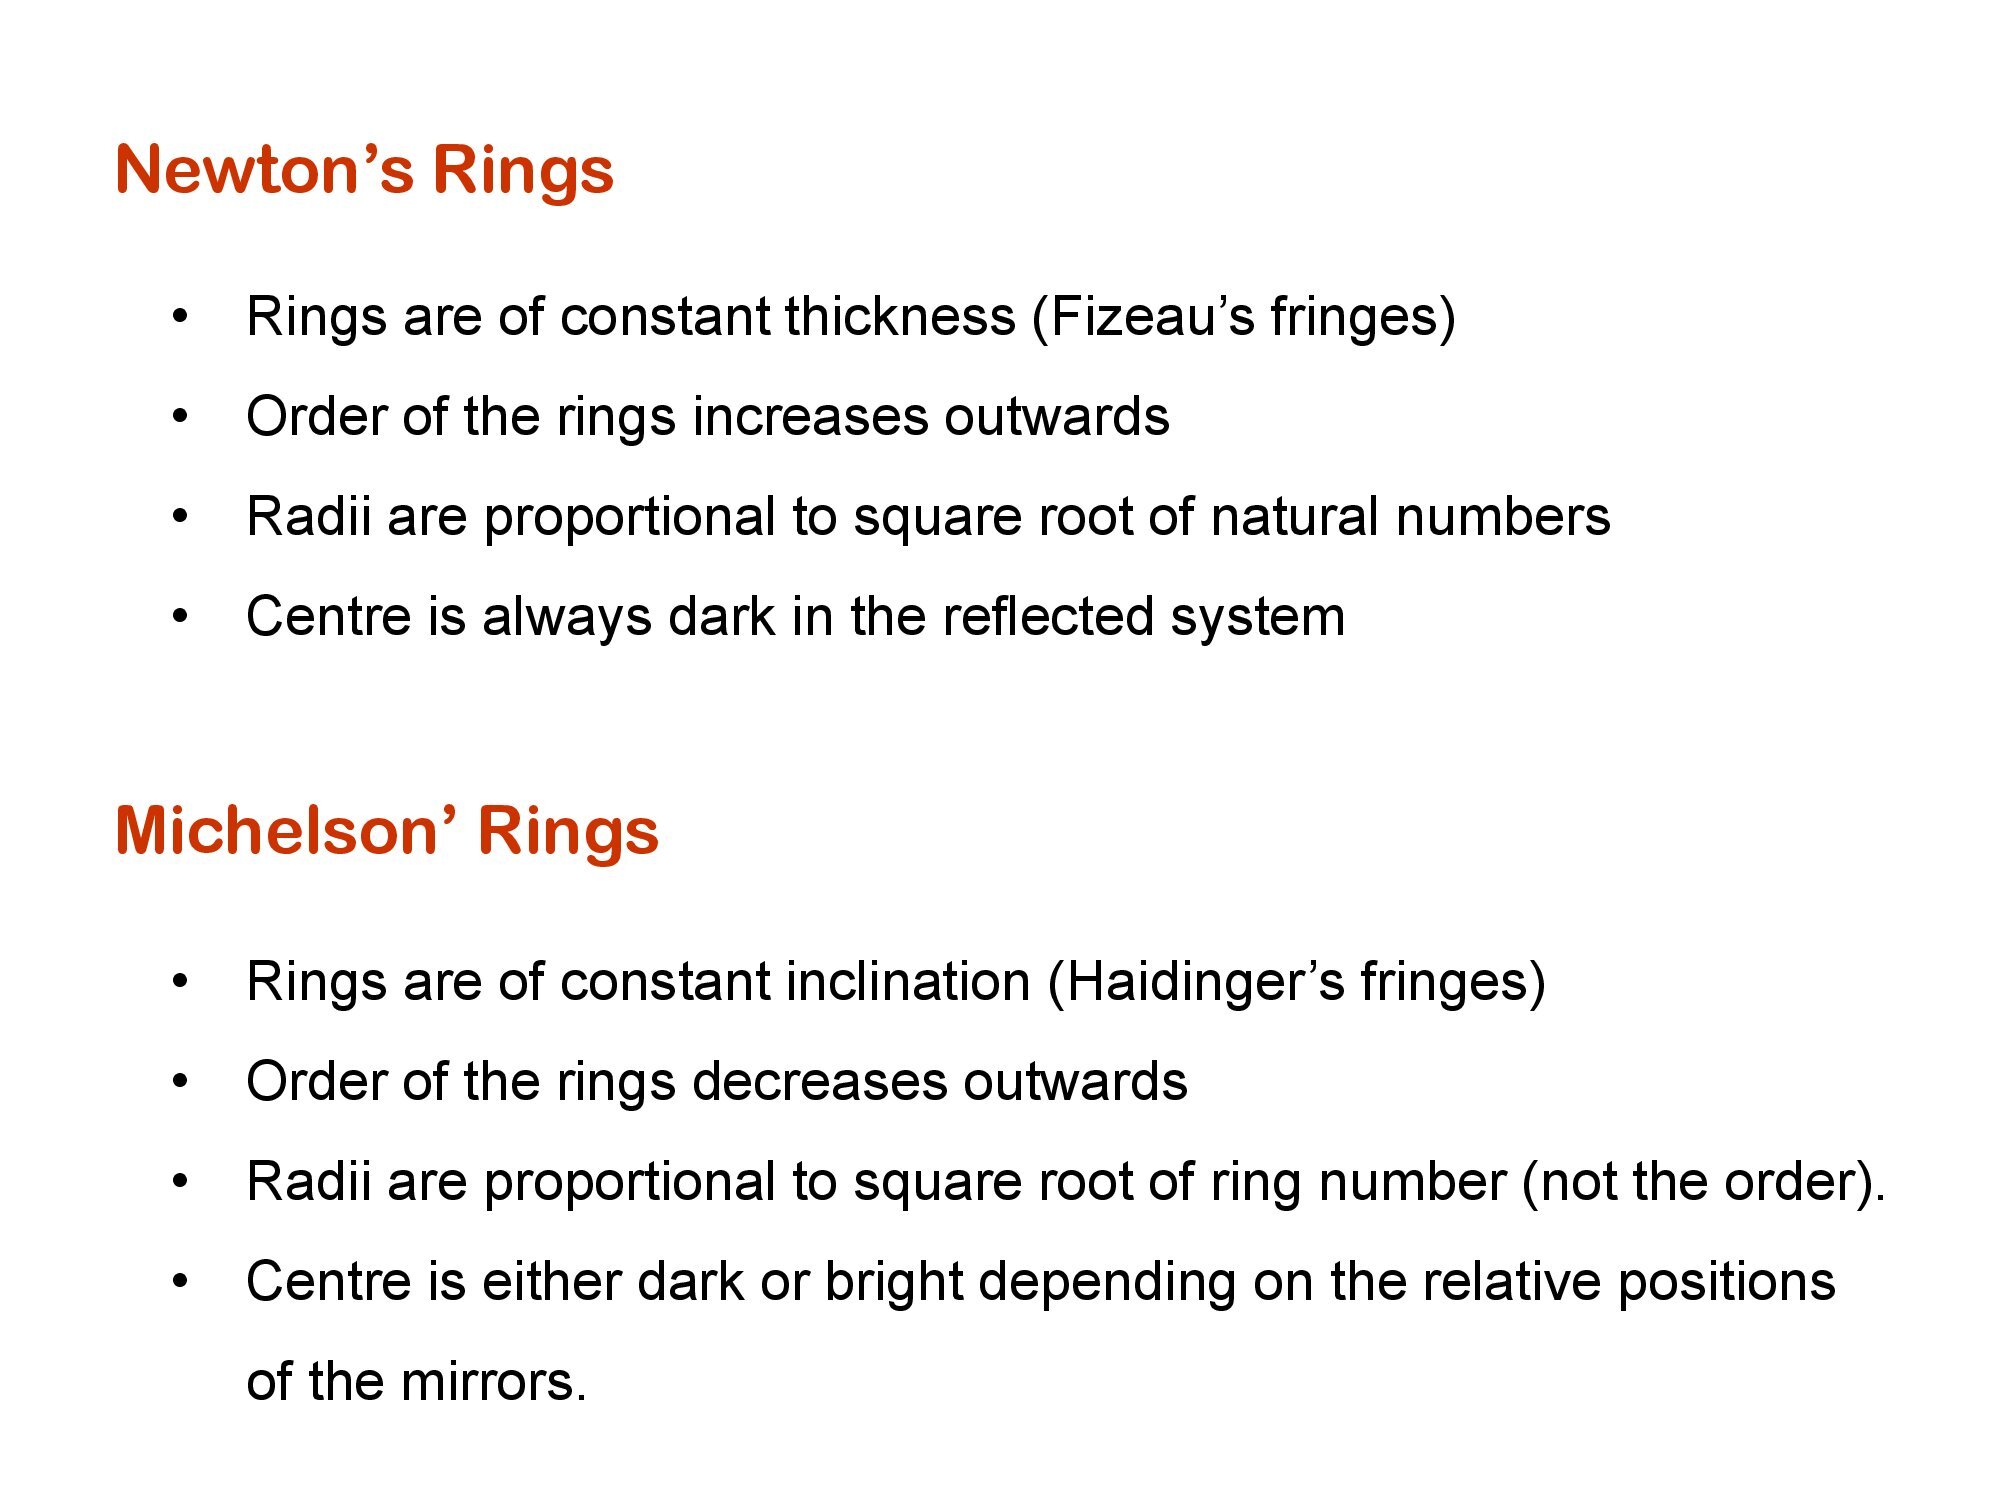 Newton’s Rings
• Rings are of constant thickness (Fizeau’s fringes)
• Order of the rings increases outwards
• Radii are proportional to square root of natural numbers
• Centre is always dark in the reflected system
Michelson’ Rings
• Rings are of constant inclination (Haidinger’s fringes)
• Order of the rings decreases outwards
• Radii are proportional to square root of ring number (not the order).
• Centre is either dark or bright depending on the relative positions
of the mirrors.